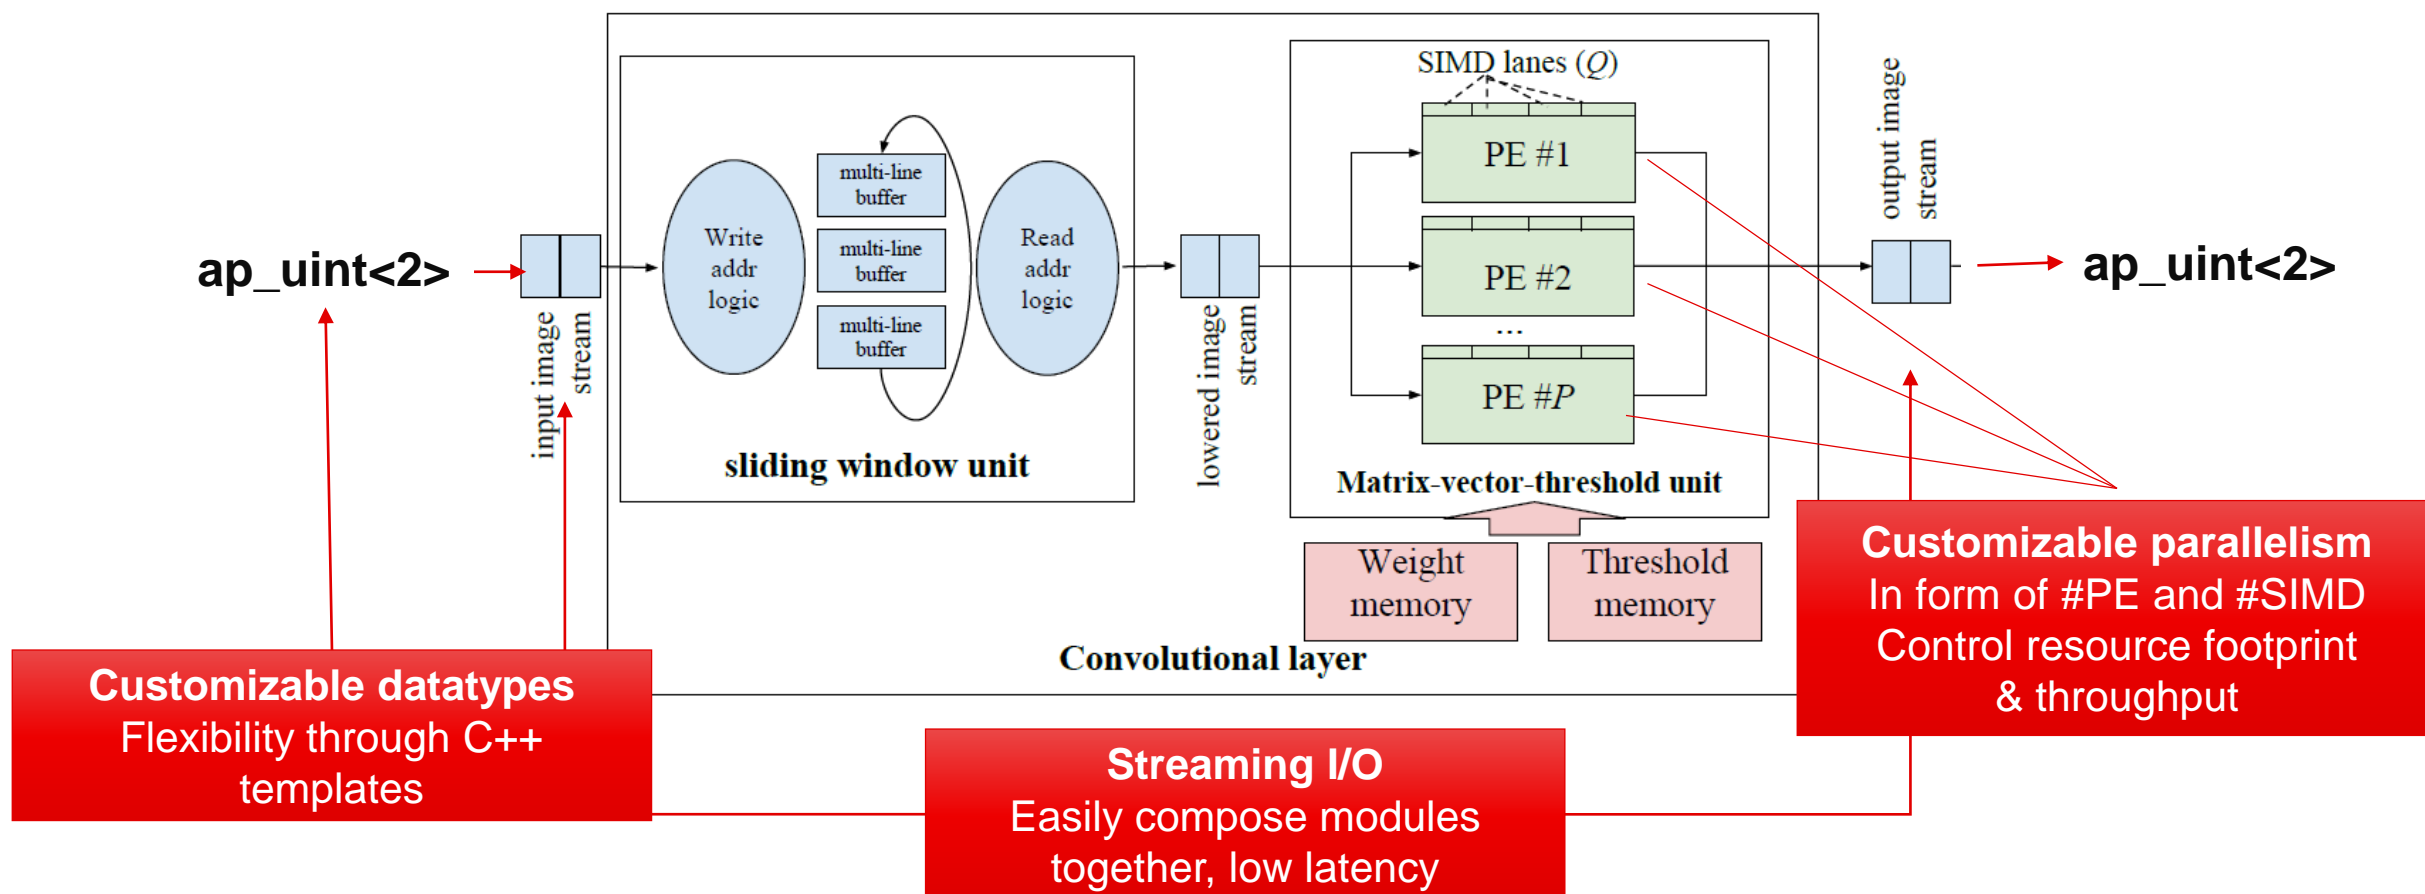 ap_uint<2>
input image
stream
Write
addr
logic
multi-line
buffer
multi-line
buffer
multi-line
buffer
Read
addr
logic
sliding window unit
lowered image
stream
SIMD lanes (Q)
PE #1
PE #2
...
PE #P
Matrix-vector-threshold unit
output image
stream
ap_uint<2>
Weight
memory
Threshold
memory
Convolutional layer
Customizable datatypes
Flexibility through C++
templates
Streaming I/O
Easily compose modules
together, low latency
Customizable parallelism
In form of #PE and #SIMD
Control resource footprint
& throughput